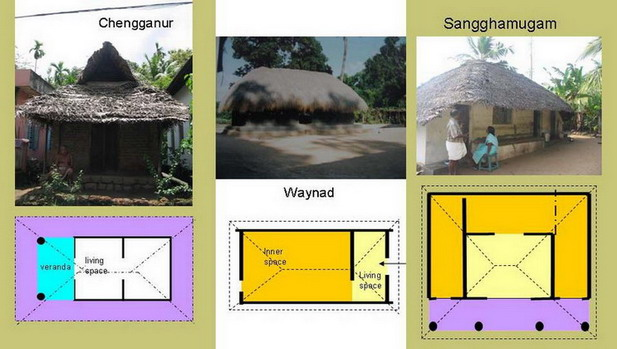 Chengganur
Sangghamugam
Waynad
veranda
living
space
Inner
space
Living
space